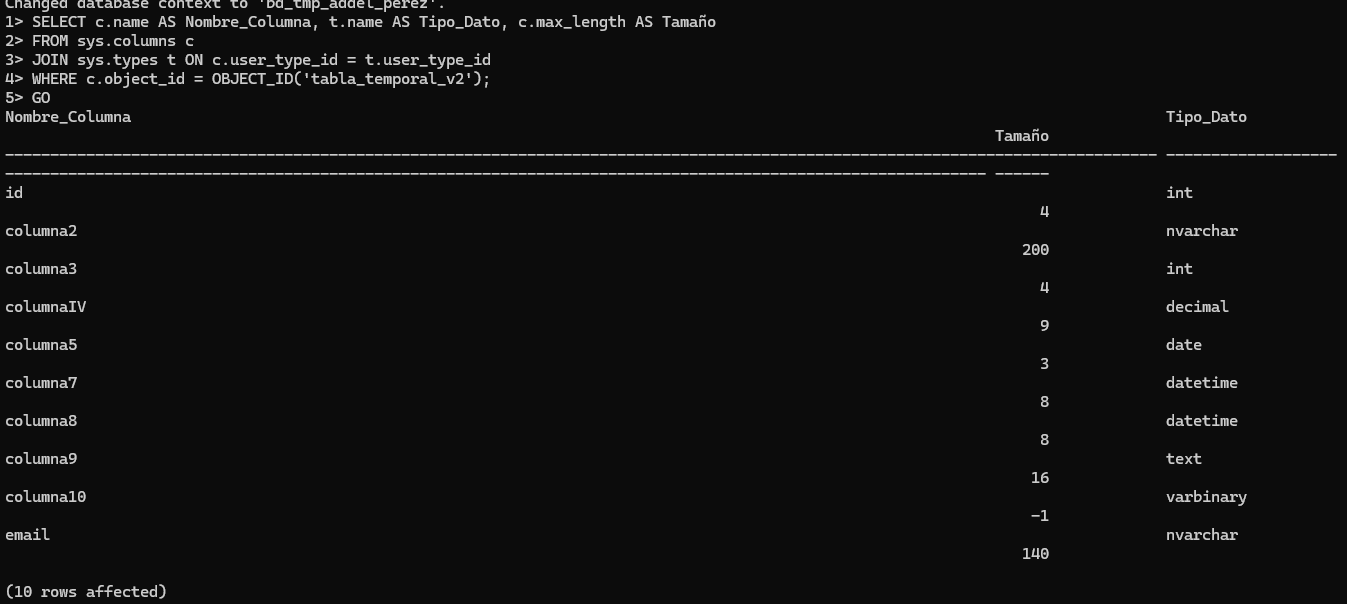 Changed database context to 'bd_tmp_addel_perez'.
1> SELECT c.name AS Nombre_Columna, t.name AS Tipo_Dato, c.max_length AS Tamaño
2> FROM sys.columns c
3> JOIN sys.types t ON c.user_type_id = t.user_type_id
4> WHERE c.object_id = OBJECT_ID('tabla_temporal_v2');
5> GO
Nombre_Columna Tipo_Dato
Tamaño
-------------------------------------------------------------------------------------------------------------------------------- -------------------
------------------------------------------------------------------------------------------------------------- ------
id int
4
columna2 nvarchar
200
columna3 int
4
columnaIV decimal
9
columna5 date
3
columna7 datetime
8
columna8 datetime
8
columna9 text
16
columna10 varbinary
-1
email nvarchar
140
(10 rows affected)